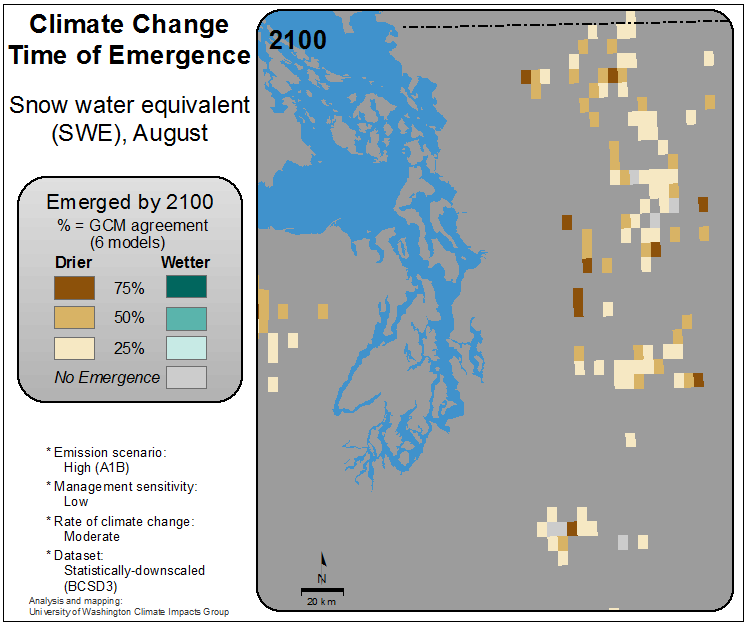 Climate Change
Time of Emergence
Snow water equivalent
(SWE), August
Emerged by 2100
% = GCM agreement
(6 models)
Drier Wetter
75%
50%
25%
No Emergence
* Emission scenario:
High (A1B)
* Management sensitivity:
Low
* Rate of climate change:
Moderate
* Dataset:
Statistically-downscaled
(BCSD3)
Analysis and mapping:
University of Washington Climate Impacts Group
2100
N
20 km